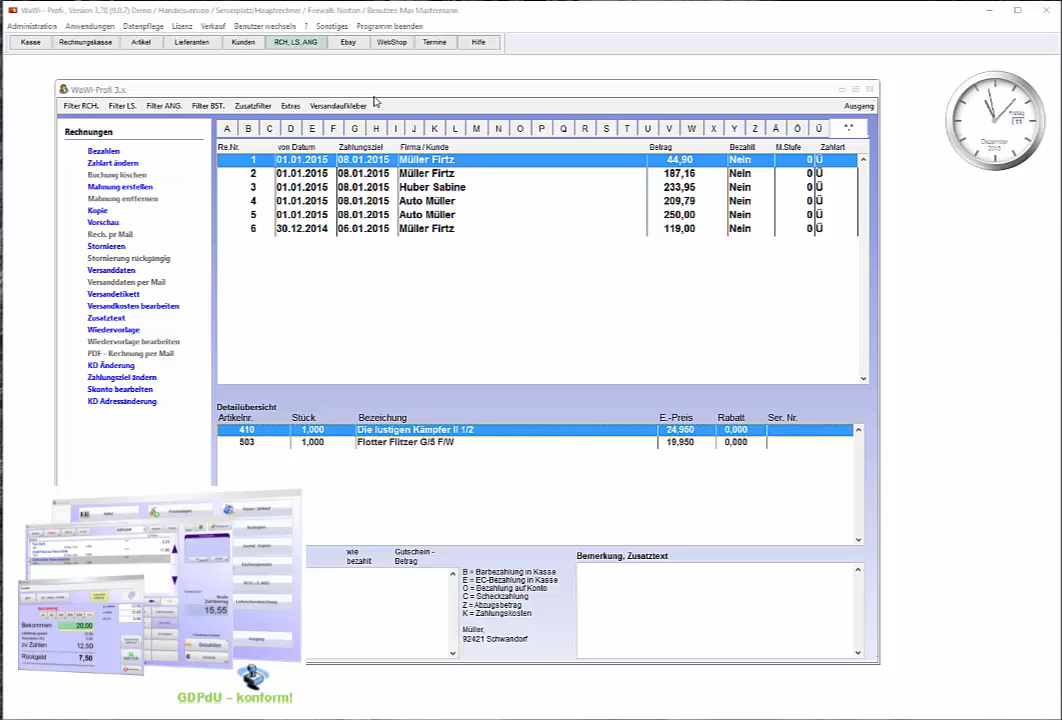 WaWi - Profi , Version 3.70 (9.0.7) Demo / Handelsversion / Serverplatz/Hauptrechner / Firewall: Norton / Benutzer: Max Mustermann.
Administration Anwendungen Datenpflege Lizenz Verkauf Benutzer wechseln ? Sonstiges Programm beenden
Kasse Rechnungskasse Artikel Lieferanten Kunden RCH, LS, ANG Ebay WebShop Termine Hilfe
WaWi-Profi 3.x
Filter RCH. Filter LS. Filter ANG. Filter BST. Zusatzfilter Extras Versandaufkleber Ausgang
Rechnungen
Bezahlen
Zahlart ändern
Buchung löschen
Mahnung erstellen
Mahnung entfernen
Kopie
Vorschau
Rech. pr Mail
Stornieren
Stornierung rückgängig
Versanddaten
Versanddaten per Mail
Versandetikett
Versandkosten bearbeiten
Zusatztext
Wiedervorlage
Wiedervorlage bearbeiten
PDF - Rechnung per Mail
KD Änderung
Zahlungsziel ändern
Skonto bearbeiten
KD Adressänderung
A B C D E F G H I J K L M N O P Q R S T U V W X Y Z Ä Ö Ü *.*
Re.Nr. von Datum Zahlungsziel Firma / Kunde Betrag Bezahlt M.Stufe Zahlart
1 01.01.2015 08.01.2015 Müller Firtz 44,90 Nein 0 Ü
2 01.01.2015 08.01.2015 Müller Firtz 187,16 Nein 0 Ü
3 01.01.2015 08.01.2015 Huber Sabine 233,95 Nein 0 Ü
4 01.01.2015 08.01.2015 Auto Müller 209,79 Nein 0 Ü
5 01.01.2015 08.01.2015 Auto Müller 250,00 Nein 0 Ü
6 30.12.2014 06.01.2015 Müller Firtz 119,00 Nein 0 Ü
Detailübersicht
Artikelnr. Stück Bezeichung E.-Preis Rabatt Ser. Nr.
410 1,000 Die lustigen Kämpfer II 1/2 24,950 0,000
503 1,000 Flotter Flitzer G/5 F/W 19,950 0,000
wie bezahlt
Gutschein - Betrag
B = Barbezahlung in Kasse
E = EC-Bezahlung in Kasse
O = Bezahlung auf Konto
C = Scheckzahlung
Z = Abzugsbetrag
K = Zahlungskosten
Müller,
92421 Schwandorf
Bemerkung, Zusatztext
Freitag
11
Dezember
2015
RCH, LS, ANG
Ausgang
15,55
Bezahlen
Bekommen 20,00
zu Zahlen 12,50
Rückgeld 7,50
GDPdU – konform!